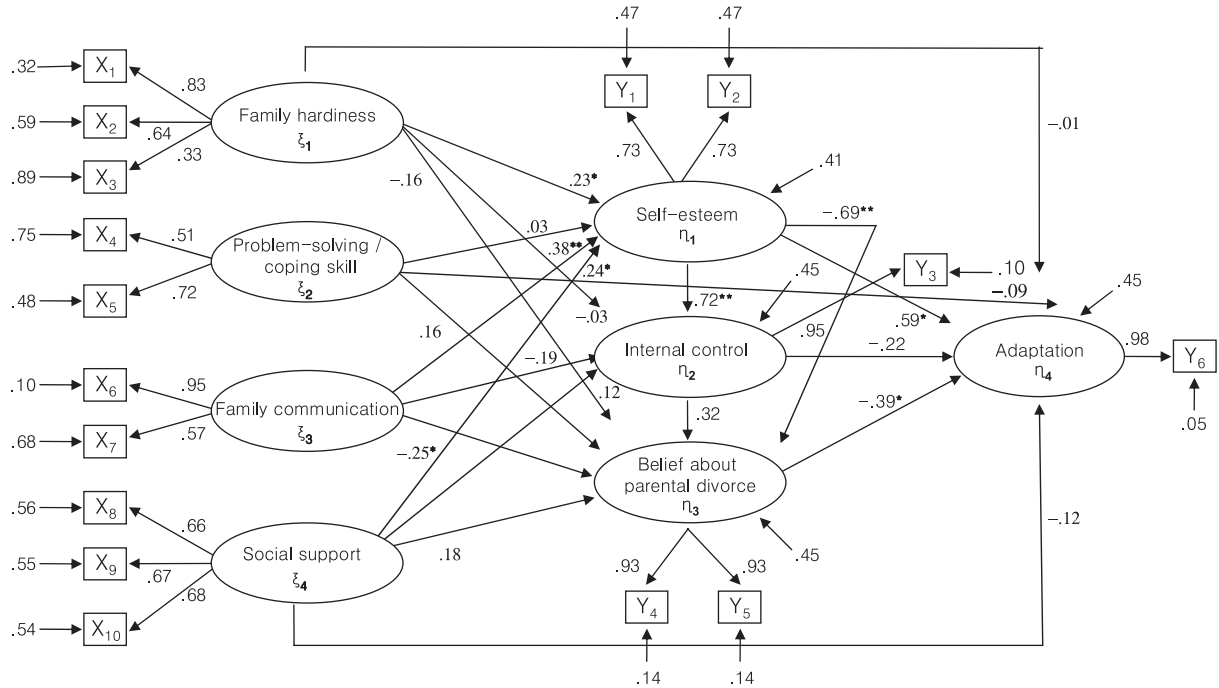 .47
.47
.32
X1
.83
Y1
Y2
Family hardiness
ξ1
.59
X2
.64
.33
-.01
.73
.73
.89
X3
.41
-.16
.23*
Self-esteem
η1
-.69**
.75
X4
.51
Problem-solving /
coping skill
ξ2
.03
.38**
.24*
.45
Y3
.10
-.09
.45
.48
X5
.72
.72**
-.03
.95
.59*
.16
-.19
Internal control
η2
-.22
Adaptation
η4
.98
Y6
.10
X6
.95
.12
Family communication
ξ3
.32
-.39*
.05
.68
X7
.57
-.25*
Belief about
parental divorce
η3
.56
X8
.66
-.12
Social support
ξ4
.18
.45
.55
X9
.67
.93
.93
.68
.54
X10
Y4
Y5
.14
.14